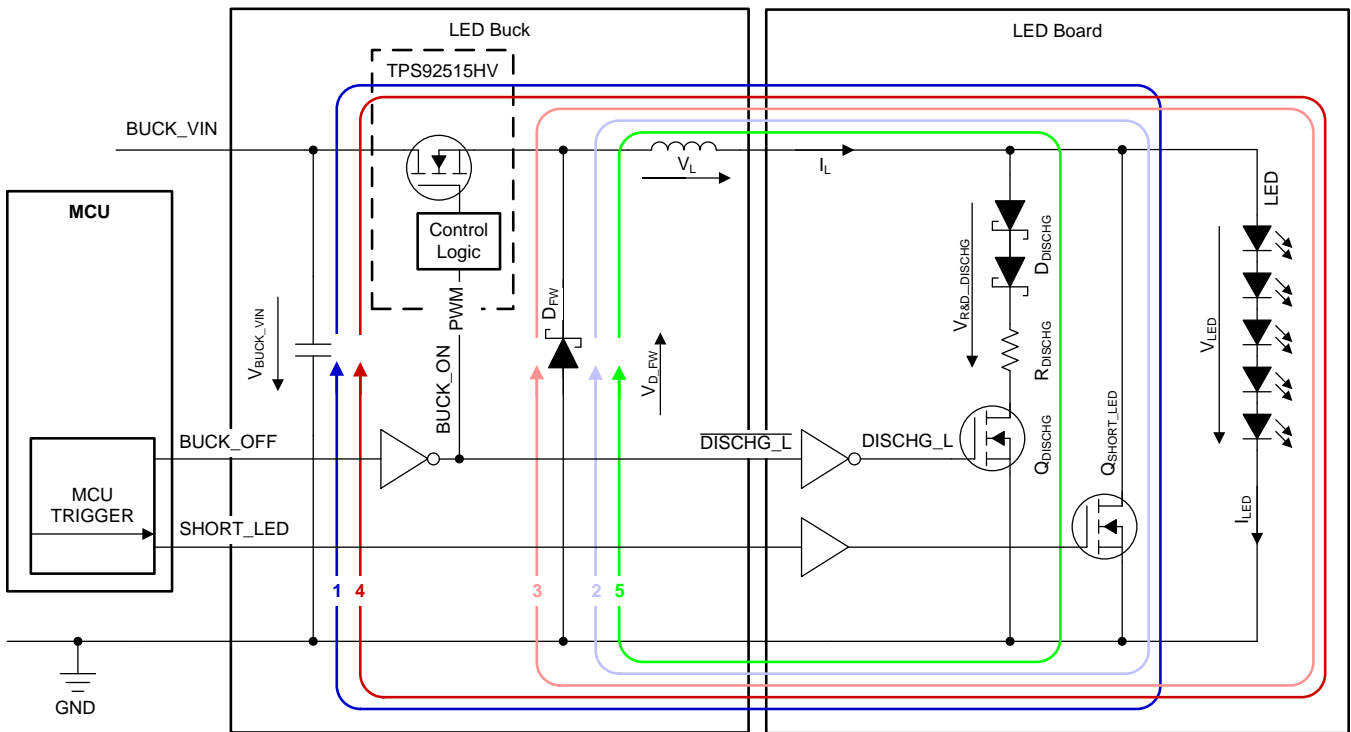 LED Buck
LED Board
TPS92515HV
BUCK_VIN
V_L
I_L
MCU
Control
Logic
LED
D_DISCHG
V_R&D_DISCHG
D_FW
PWM
V_BUCK_VIN
BUCK_ON
V_D_FW
R_DISCHG
V_LED
BUCK_OFF
DISCHG_L
DISCHG_L
Q_DISCHG
Q_SHORT_LED
MCU
TRIGGER
SHORT_LED
I_LED
1 4 3 2 5
GND